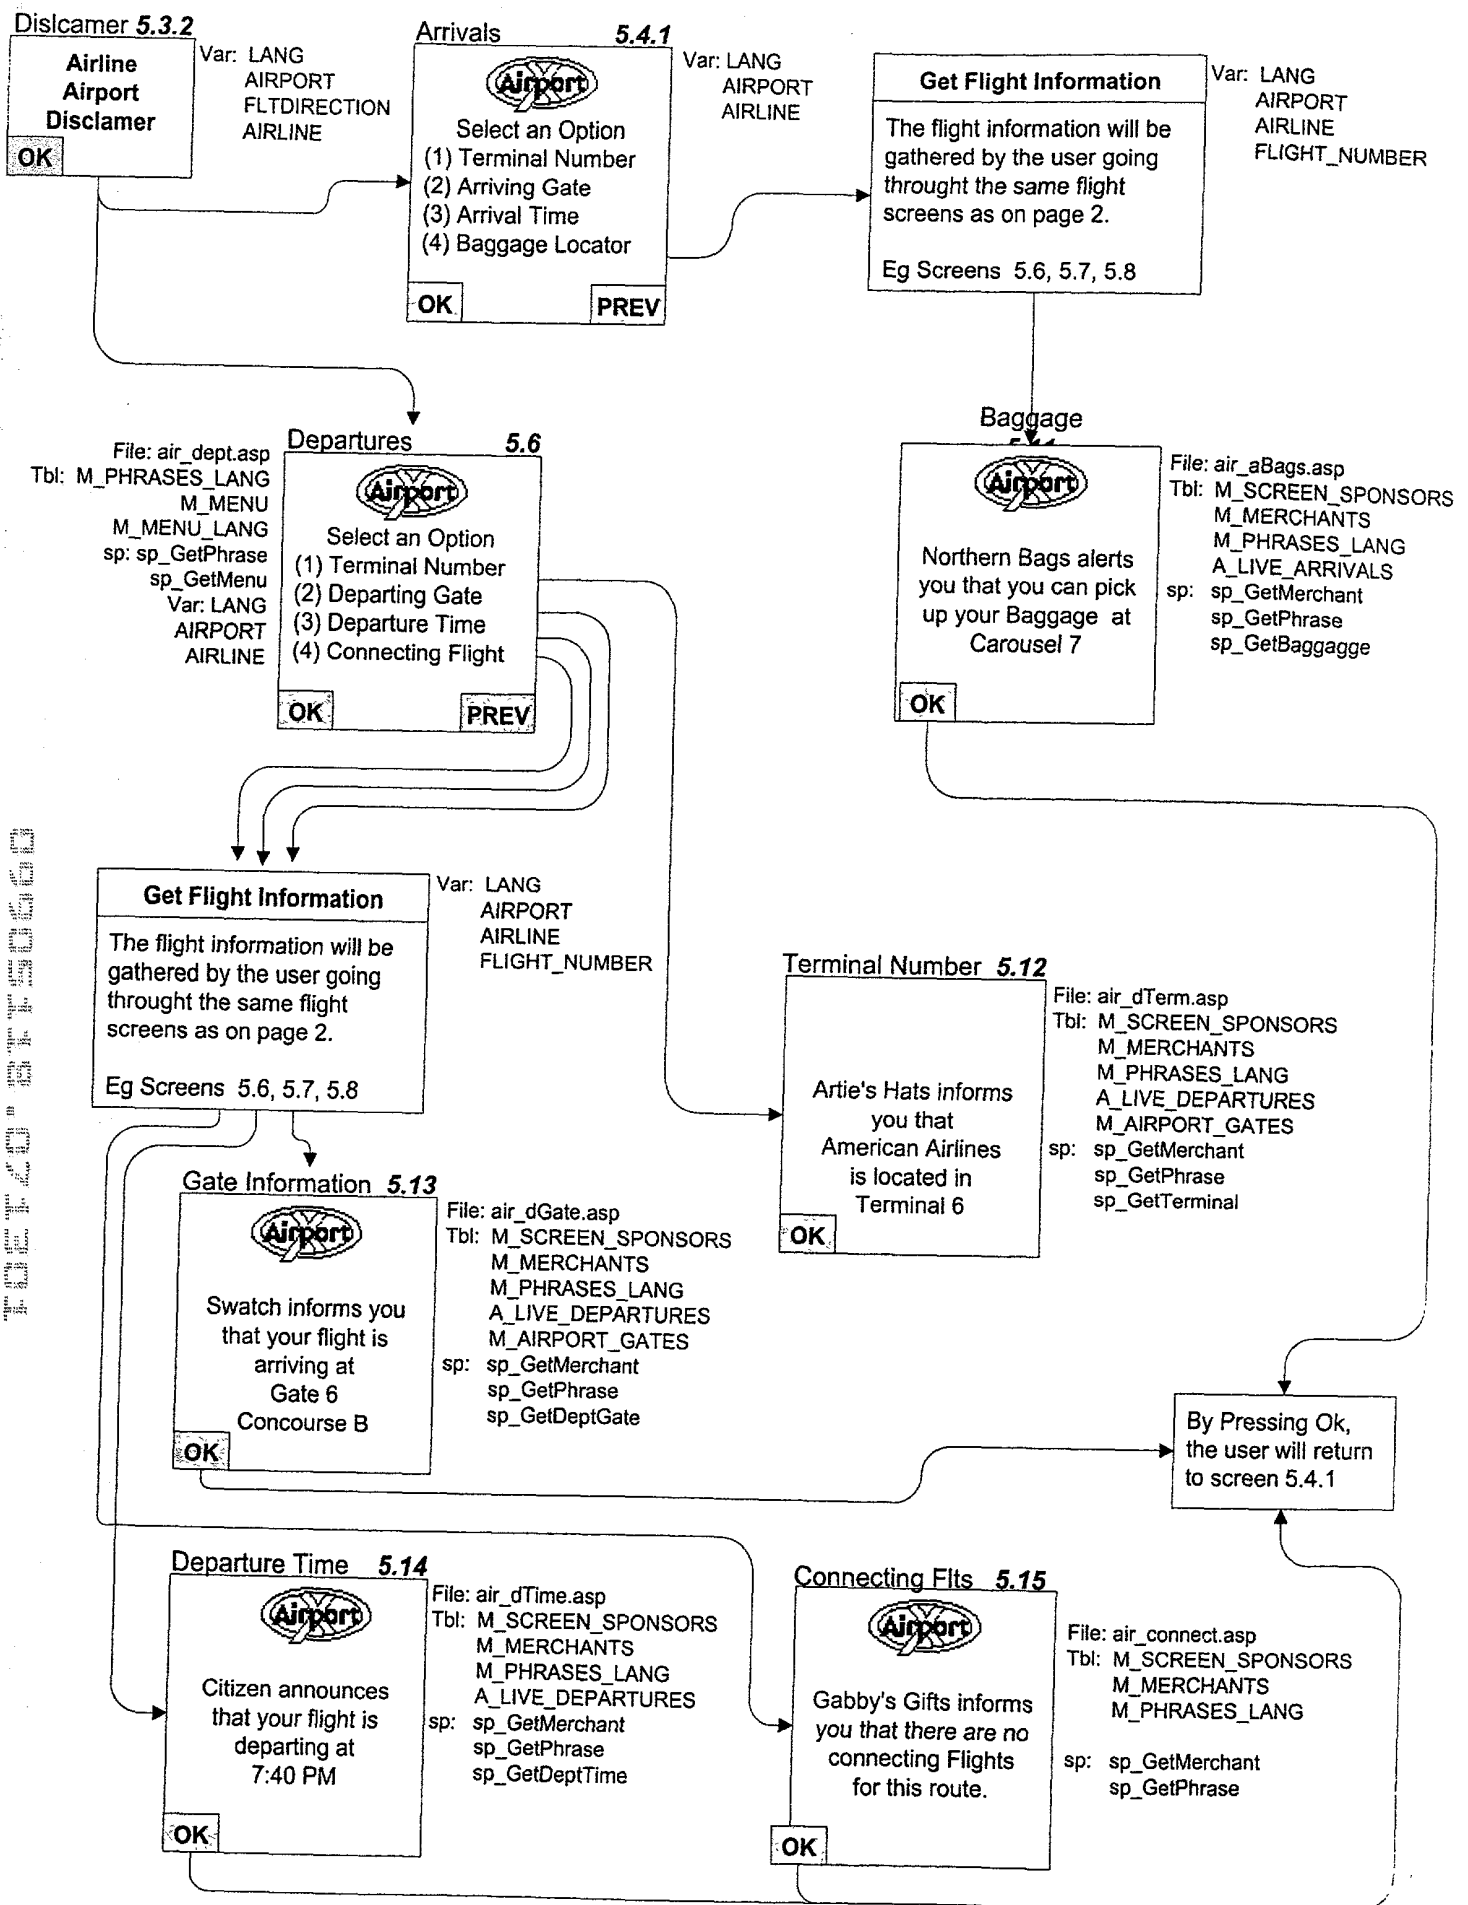 Dislcamer 5.3.2
Airline
Airport
Disclamer
OK
Var: LANG
AIRPORT
FLTDIRECTION
AIRLINE
Arrivals 5.4.1
Airport
Select an Option
(1) Terminal Number
(2) Arriving Gate
(3) Arrival Time
(4) Baggage Locator
OK PREV
Var: LANG
AIRPORT
AIRLINE
Get Flight Information
The flight information will be
gathered by the user going
throught the same flight
screens as on page 2.
Eg Screens 5.6, 5.7, 5.8
Var: LANG
AIRPORT
AIRLINE
FLIGHT_NUMBER
File: air_dept.asp
Tbl: M_PHRASES_LANG
M_MENU
M_MENU_LANG
sp: sp_GetPhrase
sp_GetMenu
Var: LANG
AIRPORT
AIRLINE
Departures 5.6
Airport
Select an Option
(1) Terminal Number
(2) Departing Gate
(3) Departure Time
(4) Connecting Flight
OK PREV
Baggage
Airport
Northern Bags alerts
you that you can pick
up your Baggage at
Carousel 7
OK
File: air_aBags.asp
Tbl: M_SCREEN_SPONSORS
M_MERCHANTS
M_PHRASES_LANG
A_LIVE_ARRIVALS
sp: sp_GetMerchant
sp_GetPhrase
sp_GetBaggagge
Get Flight Information
The flight information will be
gathered by the user going
throught the same flight
screens as on page 2.
Eg Screens 5.6, 5.7, 5.8
Var: LANG
AIRPORT
AIRLINE
FLIGHT_NUMBER
Terminal Number 5.12
Artie's Hats informs
you that
American Airlines
is located in
Terminal 6
OK
File: air_dTerm.asp
Tbl: M_SCREEN_SPONSORS
M_MERCHANTS
M_PHRASES_LANG
A_LIVE_DEPARTURES
M_AIRPORT_GATES
sp: sp_GetMerchant
sp_GetPhrase
sp_GetTerminal
Gate Information 5.13
Airport
Swatch informs you
that your flight is
arriving at
Gate 6
Concourse B
OK
File: air_dGate.asp
Tbl: M_SCREEN_SPONSORS
M_MERCHANTS
M_PHRASES_LANG
A_LIVE_DEPARTURES
M_AIRPORT_GATES
sp: sp_GetMerchant
sp_GetPhrase
sp_GetDeptGate
By Pressing Ok,
the user will return
to screen 5.4.1
Departure Time 5.14
Airport
Citizen announces
that your flight is
departing at
7:40 PM
OK
File: air_dTime.asp
Tbl: M_SCREEN_SPONSORS
M_MERCHANTS
M_PHRASES_LANG
A_LIVE_DEPARTURES
sp: sp_GetMerchant
sp_GetPhrase
sp_GetDeptTime
Connecting Flts 5.15
Airport
Gabby's Gifts informs
you that there are no
connecting Flights
for this route.
OK
File: air_connect.asp
Tbl: M_SCREEN_SPONSORS
M_MERCHANTS
M_PHRASES_LANG
sp: sp_GetMerchant
sp_GetPhrase